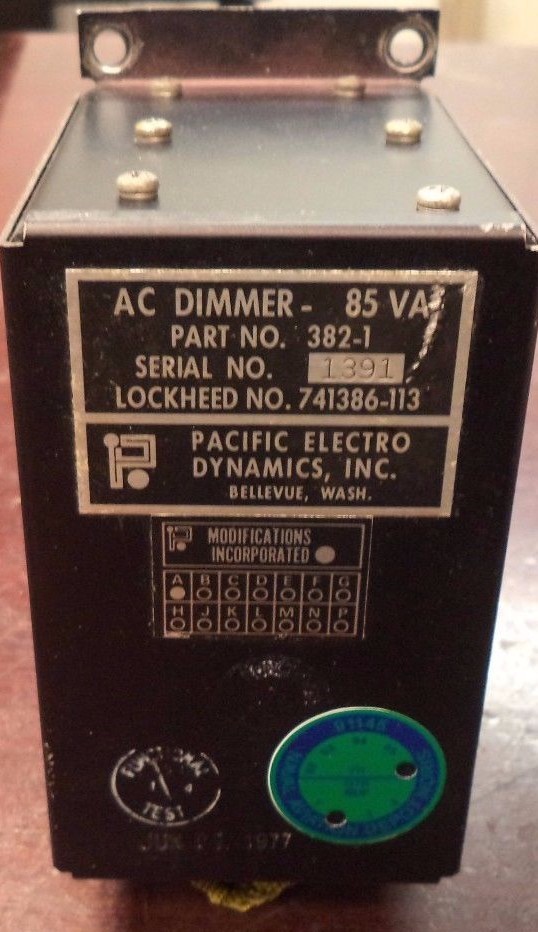 AC DIMMER - 85 VA
PART NO. 382-1
SERIAL NO. 1391
LOCKHEED NO. 741386-113
PACIFIC ELECTRO
DYNAMICS, INC.
BELLEVUE, WASH.
MODIFICATIONS
INCORPORATED
A B C D E F G
H J K L M N P
FUNCTIONAL
TEST
1977